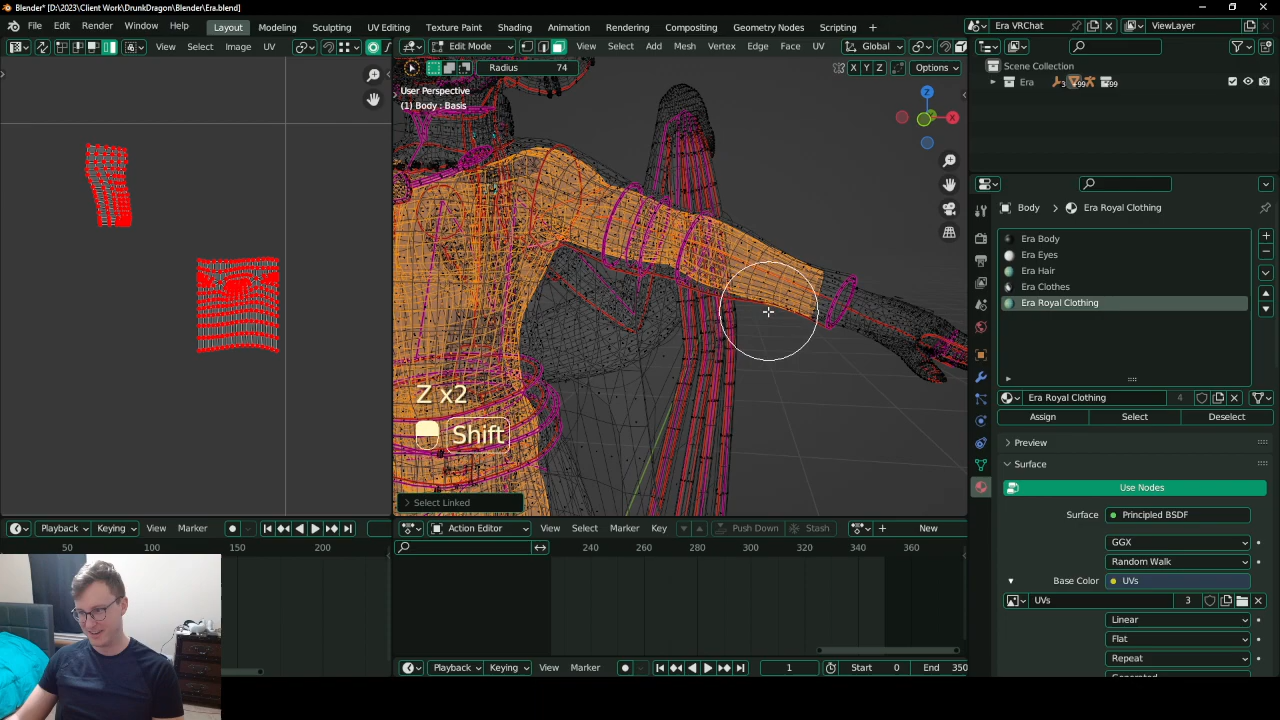 Blender* [D:\2023\Client Work\DrunkDragon\Blender\Era.blend]
File Edit Render Window Help Layout Modeling Sculpting UV Editing Texture Paint Shading Animation Rendering Compositing Geometry Nodes Scripting Era VRChat ViewLayer
View Select Image UV Edit Mode View Select Add Mesh Vertex Edge Face UV Global
Radius 74 X Y Z Options
User Perspective
(1) Body : Basis
Z
X
Scene Collection
Era 3 +99 +99
Body Era Royal Clothing
Era Body
Era Eyes
Era Hair
Era Clothes
Era Royal Clothing
Era Royal Clothing 4
Assign Select Deselect
Preview
Surface
Use Nodes
Surface: Principled BSDF
GGX
Random Walk
Base Color UVs
UVs 3
Linear
Flat
Repeat
Generated
Z x2
Shift
Select Linked
Playback Keying View Marker
50 100 150 200
Action Editor View Select Marker Key Push Down Stash New
240 260 280 300 320 340 360
Playback Keying View Marker 1 Start 0 End 350